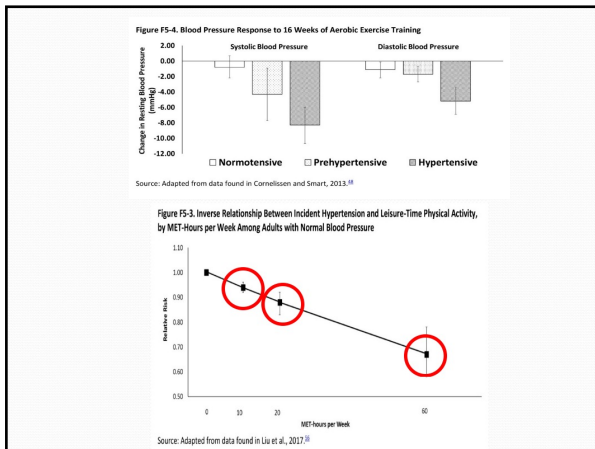 Figure F5-4. Blood Pressure Response to 16 Weeks of Aerobic Exercise Training
Systolic Blood Pressure Diastolic Blood Pressure
Change in Resting Blood Pressure
(mmHg)
2.00
0.00
-2.00
-4.00
-6.00
-8.00
-10.00
-12.00
Normotensive Prehypertensive Hypertensive
Source: Adapted from data found in Cornelissen and Smart, 2013.48
Figure F5-3. Inverse Relationship Between Incident Hypertension and Leisure-Time Physical Activity,
by MET-Hours per Week Among Adults with Normal Blood Pressure
Relative Risk
1.10
1.00
0.90
0.80
0.70
0.60
0.50
0 10 20 60
MET-hours per Week
Source: Adapted from data found in Liu et al., 2017.